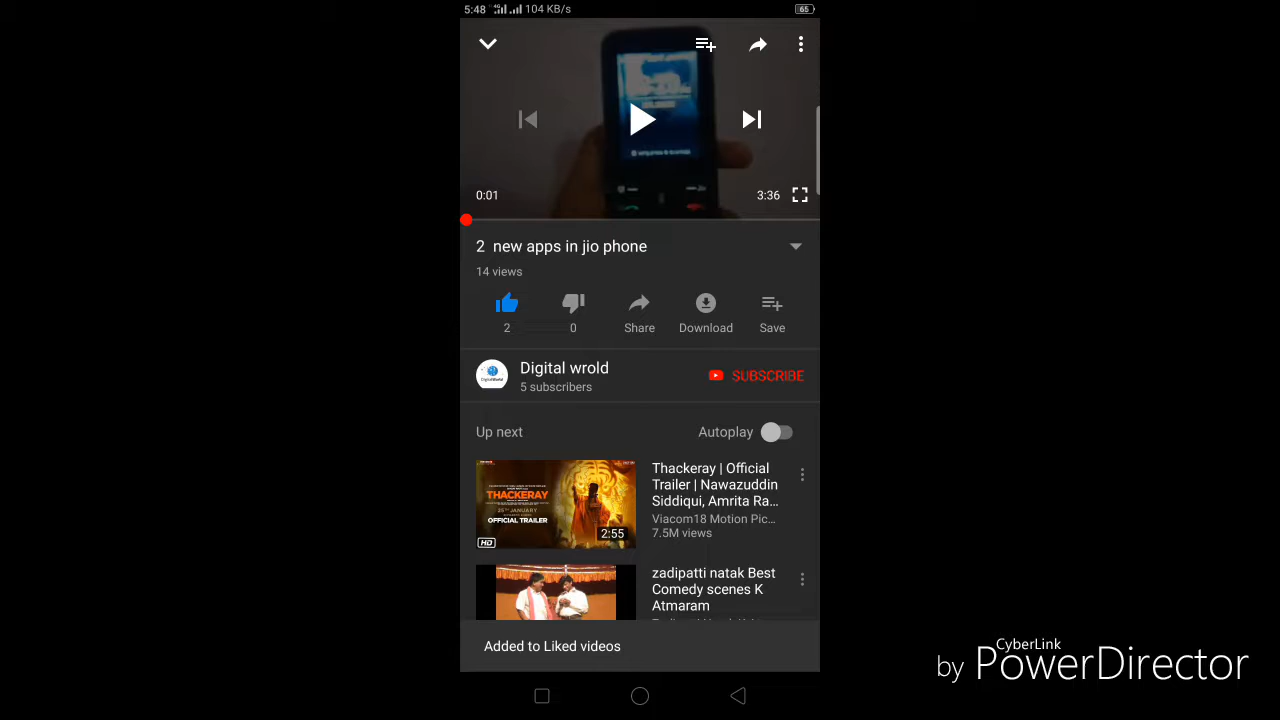 5:48 104 KB/s 65
0:01 3:36
2 new apps in jio phone
14 views
2 0 Share Download Save
Digital wrold
5 subscribers
SUBSCRIBE
Up next Autoplay
THACKERAY
25TH JANUARY
OFFICIAL TRAILER
HD
2:55
Thackeray | Official
Trailer | Nawazuddin
Siddiqui, Amrita Ra...
Viacom18 Motion Pic...
7.5M views
zadipatti natak Best
Comedy scenes K
Atmaram
Added to Liked videos
CyberLink
by PowerDirector